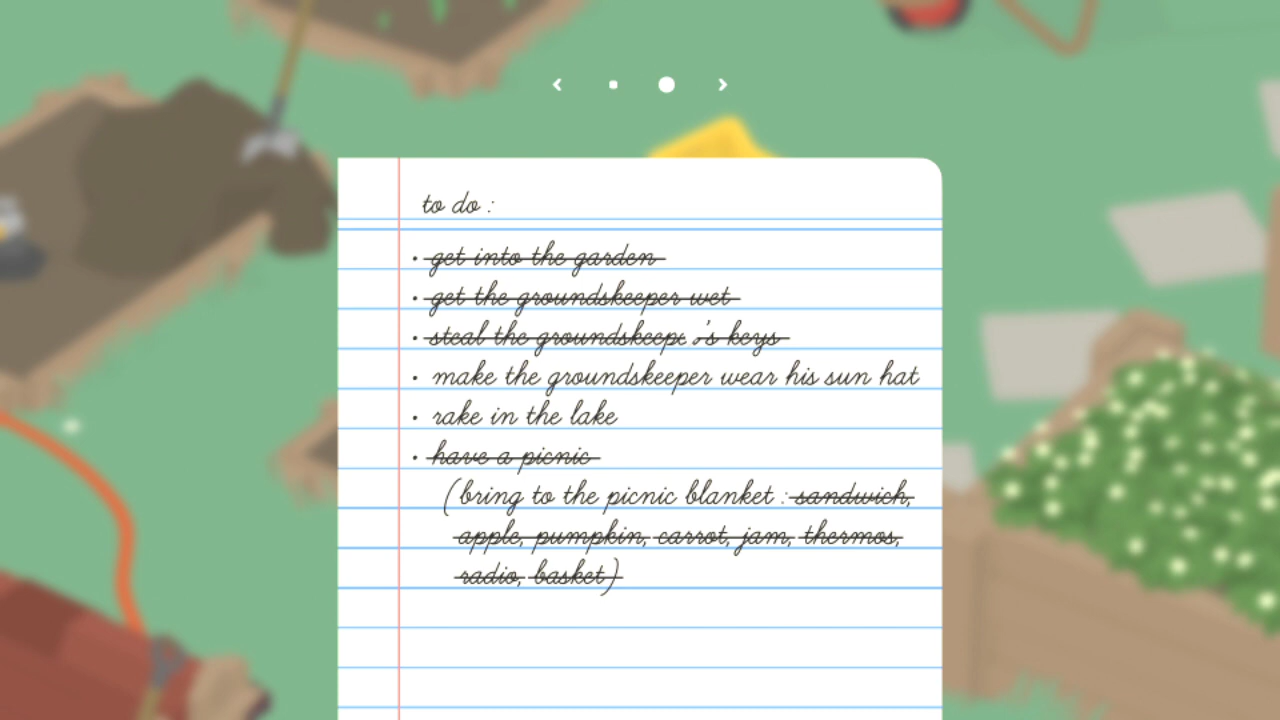 to do :
• get into the garden
• get the groundskeeper wet
• steal the groundskeeper's keys
• make the groundskeeper wear his sun hat
• rake in the lake
• have a picnic
(bring to the picnic blanket : sandwich,
apple, pumpkin, carrot, jam, thermos,
radio, basket)